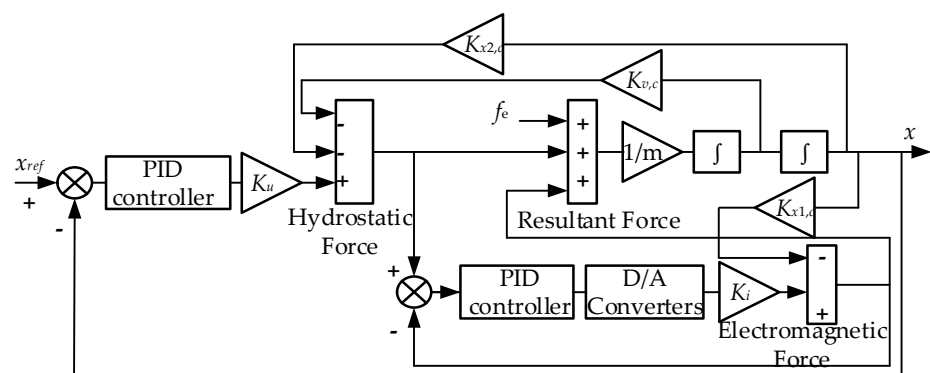 Kx2,c
Kv,c
fe
+
+
+
1/m
∫
∫
x
-
-
+
xref
+
-
PID
controller
Ku
Hydrostatic
Force
Resultant Force
Kx1,c
+
-
PID
controller
D/A
Converters
Ki
-
+
Electromagnetic
Force